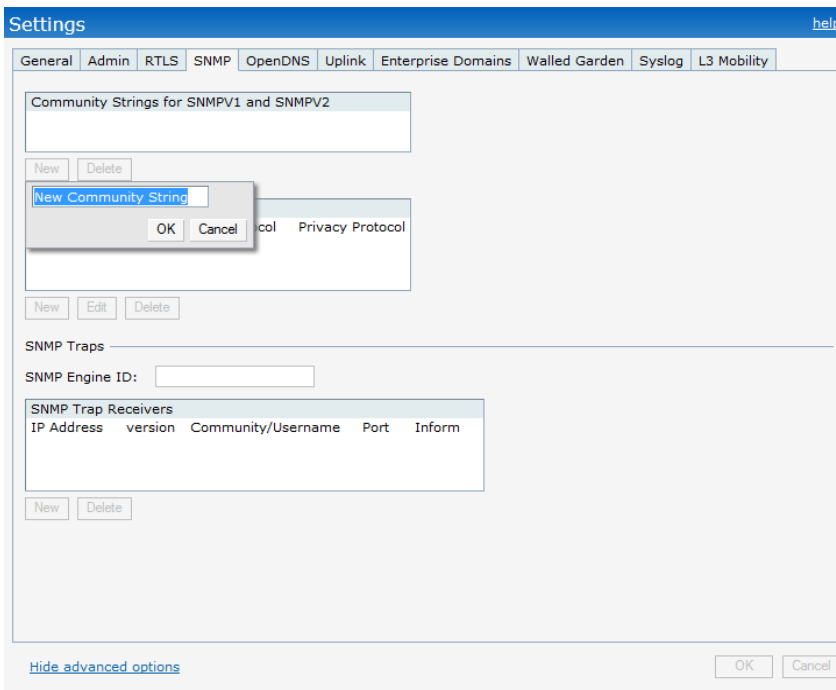 Settings
help
General Admin RTLS SNMP OpenDNS Uplink Enterprise Domains Walled Garden Syslog L3 Mobility
Community Strings for SNMPV1 and SNMPV2
New Delete
New Community String
OK Cancel
ocol Privacy Protocol
New Edit Delete
SNMP Traps
SNMP Engine ID:
SNMP Trap Receivers
IP Address version Community/Username Port Inform
New Delete
Hide advanced options
OK Cancel